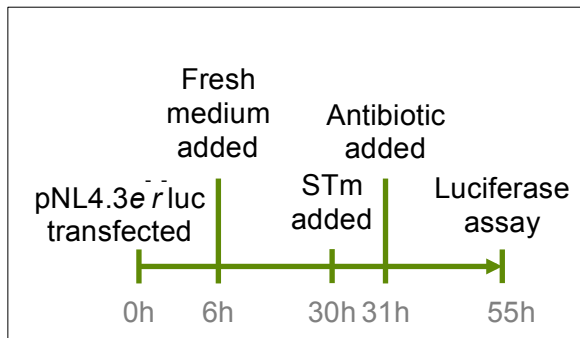 Fresh
medium
added
Antibiotic
added
pNL4.3e⁻r⁻luc
transfected
STm
added
Luciferase
assay
0h
6h
30h
31h
55h